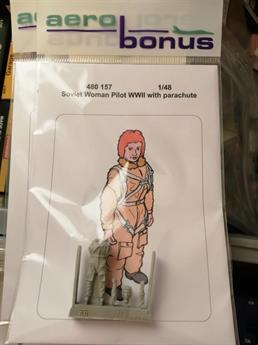 aero
bonus
480 157 1/48
Soviet Woman Pilot WWII with parachute